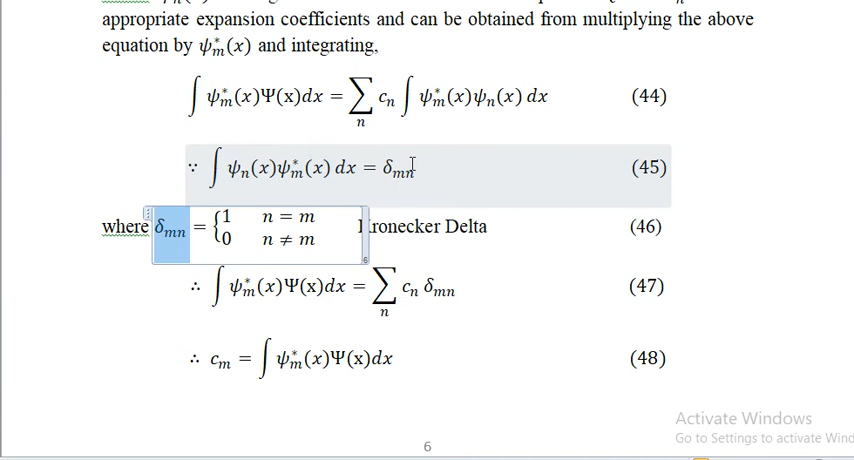 appropriate expansion coefficients and can be obtained from multiplying the above
equation by ψ*ₘ(x) and integrating,
∫ ψ*ₘ(x)Ψ(x)dx = ∑ₙ cₙ ∫ ψ*ₘ(x)ψₙ(x) dx (44)
∵ ∫ ψₙ(x)ψ*ₘ(x) dx = δₘₙ (45)
where δₘₙ = {1 n = m
0 n ≠ m Kronecker Delta (46)
∴ ∫ ψ*ₘ(x)Ψ(x)dx = ∑ₙ cₙ δₘₙ (47)
∴ cₘ = ∫ ψ*ₘ(x)Ψ(x)dx (48)
6
Activate Windows
Go to Settings to activate Wind